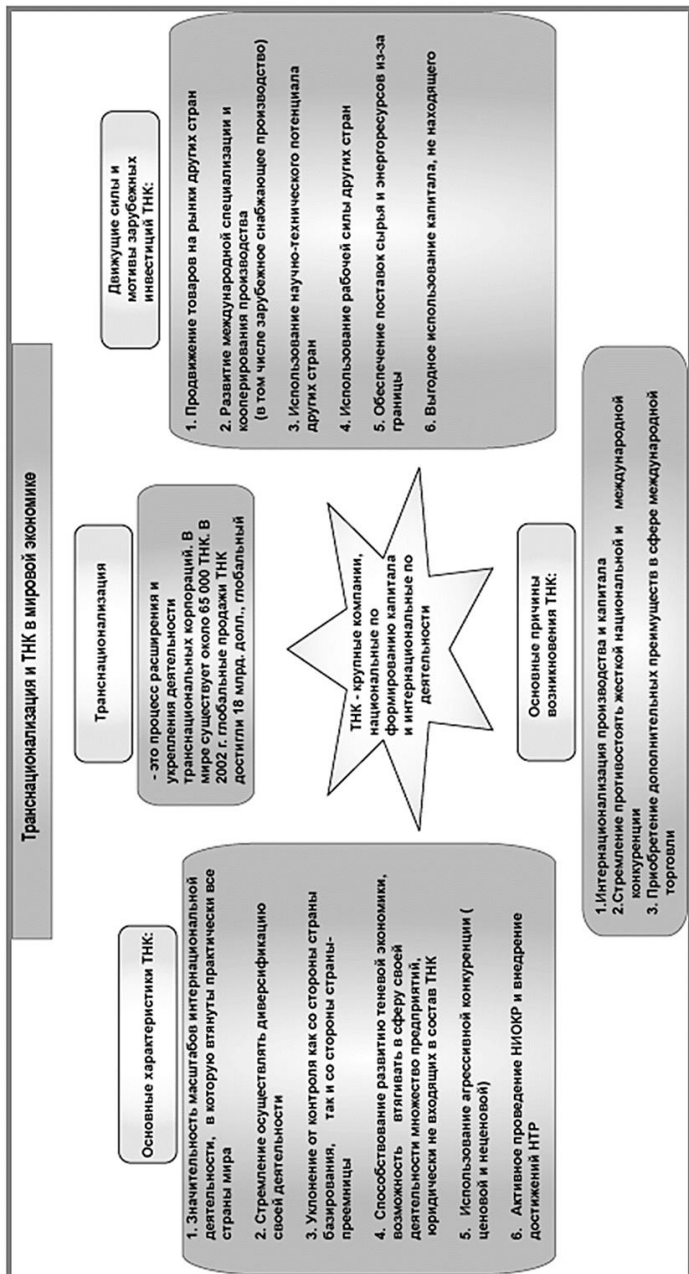 Транснационализация и ТНК в мировой экономике
Основные характеристики ТНК:
1. Значительность масштабов интернациональной
деятельности, в которую втянуты практически все
страны мира
2. Стремление осуществлять диверсификацию
своей деятельности
3. Уклонение от контроля как со стороны страны
базирования, так и со стороны страны-
преемницы
4. Способствование развитию теневой экономики,
возможность втягивать в сферу своей
деятельности множество предприятий,
юридически не входящих в состав ТНК
5. Использование агрессивной конкуренции (
ценовой и неценовой)
6. Активное проведение НИОКР и внедрение
достижений НТР
Транснационализация
- это процесс расширения и
укрепления деятельности
транснациональных корпораций. В
мире существует около 65 000 ТНК. В
2002 г. глобальные продажи ТНК
достигли 18 млрд. долл., глобальный
ТНК - крупные компании,
национальные по
формированию капитала
и интернациональные по
деятельности
Основные причины
возникновения ТНК:
1.Интернационализация производства и капитала
2.Стремление противостоять жесткой национальной и международной
конкуренции
3. Приобретение дополнительных преимуществ в сфере международной
торговли
Движущие силы и
мотивы зарубежных
инвестиций ТНК:
1. Продвижение товаров на рынки других стран
2. Развитие международной специализации и
кооперирования производства
(в том числе зарубежное снабжающее производство)
3. Использование научно-технического потенциала
других стран
4. Использование рабочей силы других стран
5. Обеспечение поставок сырья и энергоресурсов из-за
границы
6. Выгодное использование капитала, не находящего